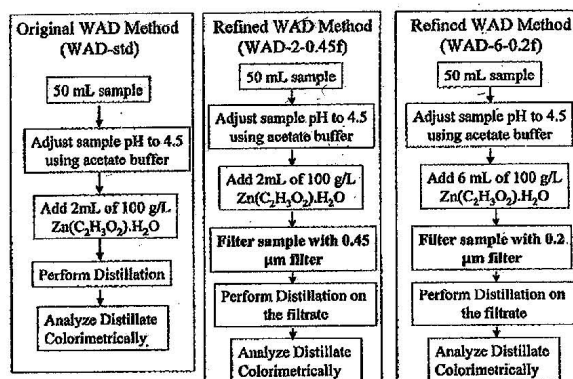 Original WAD Method
(WAD-std)
50 mL sample
Adjust sample pH to 4.5
using acetate buffer
Add 2mL of 100 g/L
Zn(C₂H₃O₂).H₂O
Perform Distillation
Analyze Distillate
Colorimetrically
Refined WAD Method
(WAD-2-0.45f)
50 mL sample
Adjust sample pH to 4.5
using acetate buffer
Add 2mL of 100 g/L
Zn(C₂H₃O₂).H₂O
Filter sample with 0.45
µm filter
Perform Distillation on
the filtrate
Analyze Distillate
Colorimetrically
Refined WAD Method
(WAD-6-0.2f)
50 mL sample
Adjust sample pH to 4.5
using acetate buffer
Add 6 mL of 100 g/L
Zn(C₂H₃O₂).H₂O
Filter sample with 0.2
µm filter
Perform Distillation on
the filtrate
Analyze Distillate
Colorimetrically